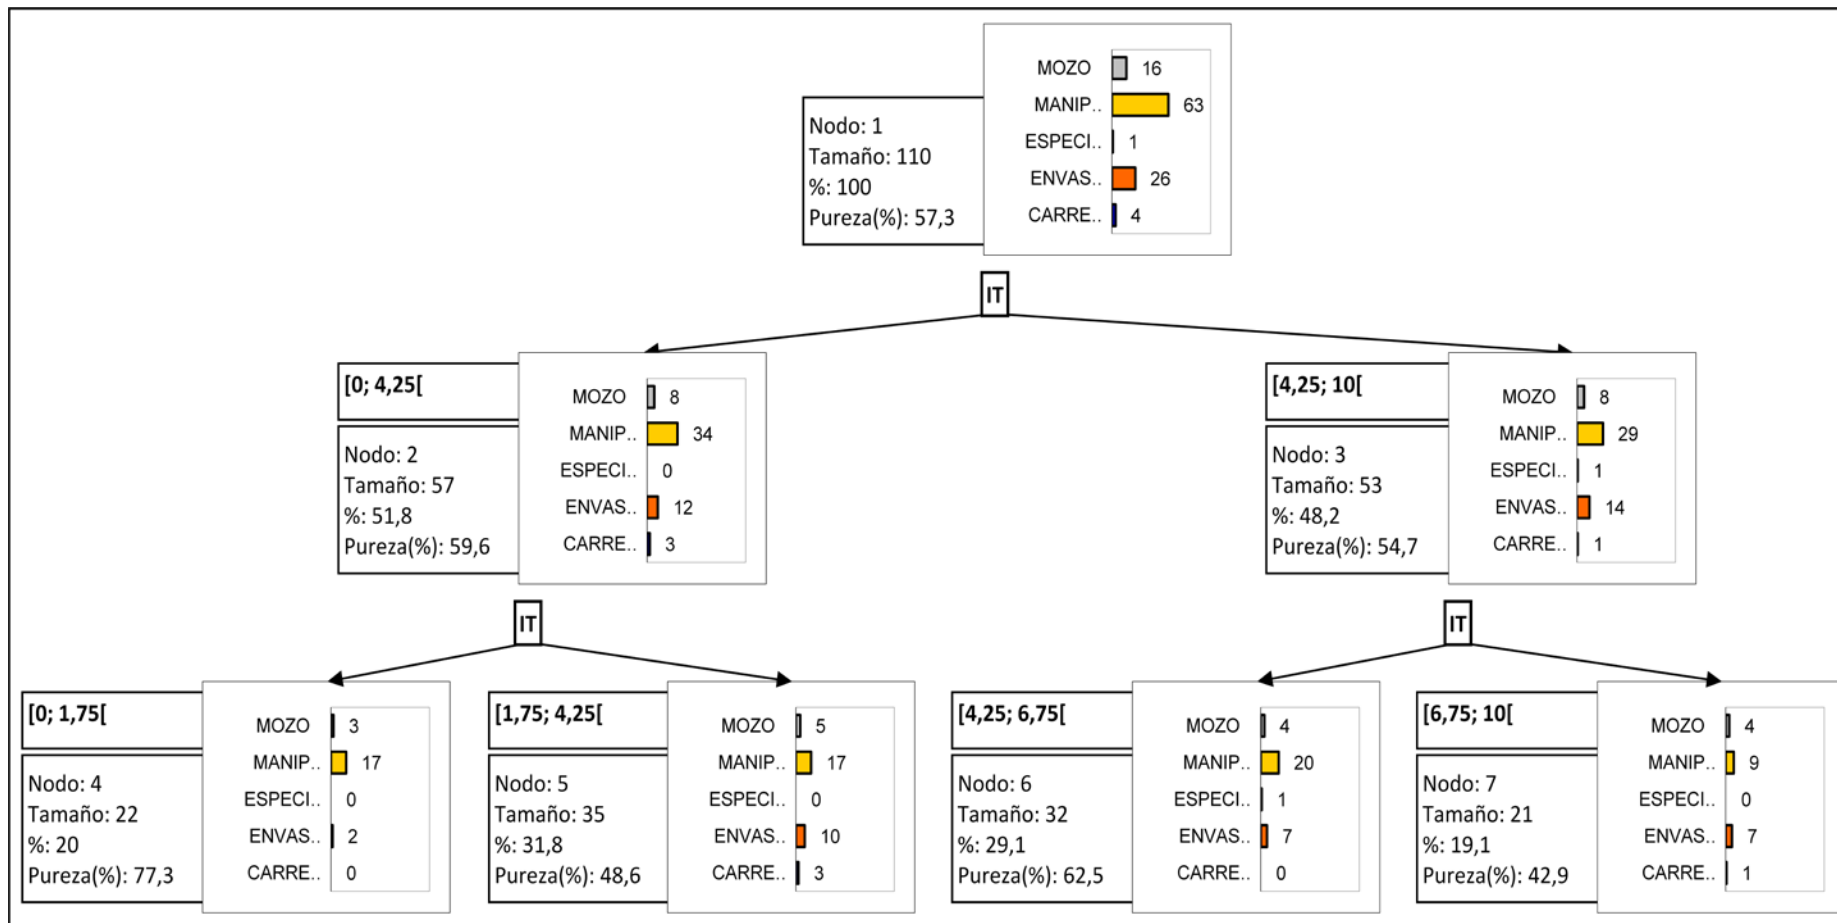 MOZO 16
MANIP.. 63
ESPECI.. 1
ENVAS.. 26
CARRE.. 4
Nodo: 1
Tamaño: 110
%: 100
Pureza(%): 57,3
IT
[0; 4,25[
Nodo: 2
Tamaño: 57
%: 51,8
Pureza(%): 59,6
MOZO 8
MANIP.. 34
ESPECI.. 0
ENVAS.. 12
CARRE.. 3
[4,25; 10[
Nodo: 3
Tamaño: 53
%: 48,2
Pureza(%): 54,7
MOZO 8
MANIP.. 29
ESPECI.. 1
ENVAS.. 14
CARRE.. 1
IT
IT
[0; 1,75[
Nodo: 4
Tamaño: 22
%: 20
Pureza(%): 77,3
MOZO 3
MANIP.. 17
ESPECI.. 0
ENVAS.. 2
CARRE.. 0
[1,75; 4,25[
Nodo: 5
Tamaño: 35
%: 31,8
Pureza(%): 48,6
MOZO 5
MANIP.. 17
ESPECI.. 0
ENVAS.. 10
CARRE.. 3
[4,25; 6,75[
Nodo: 6
Tamaño: 32
%: 29,1
Pureza(%): 62,5
MOZO 4
MANIP.. 20
ESPECI.. 1
ENVAS.. 7
CARRE.. 0
[6,75; 10[
Nodo: 7
Tamaño: 21
%: 19,1
Pureza(%): 42,9
MOZO 4
MANIP.. 9
ESPECI.. 0
ENVAS.. 7
CARRE.. 1